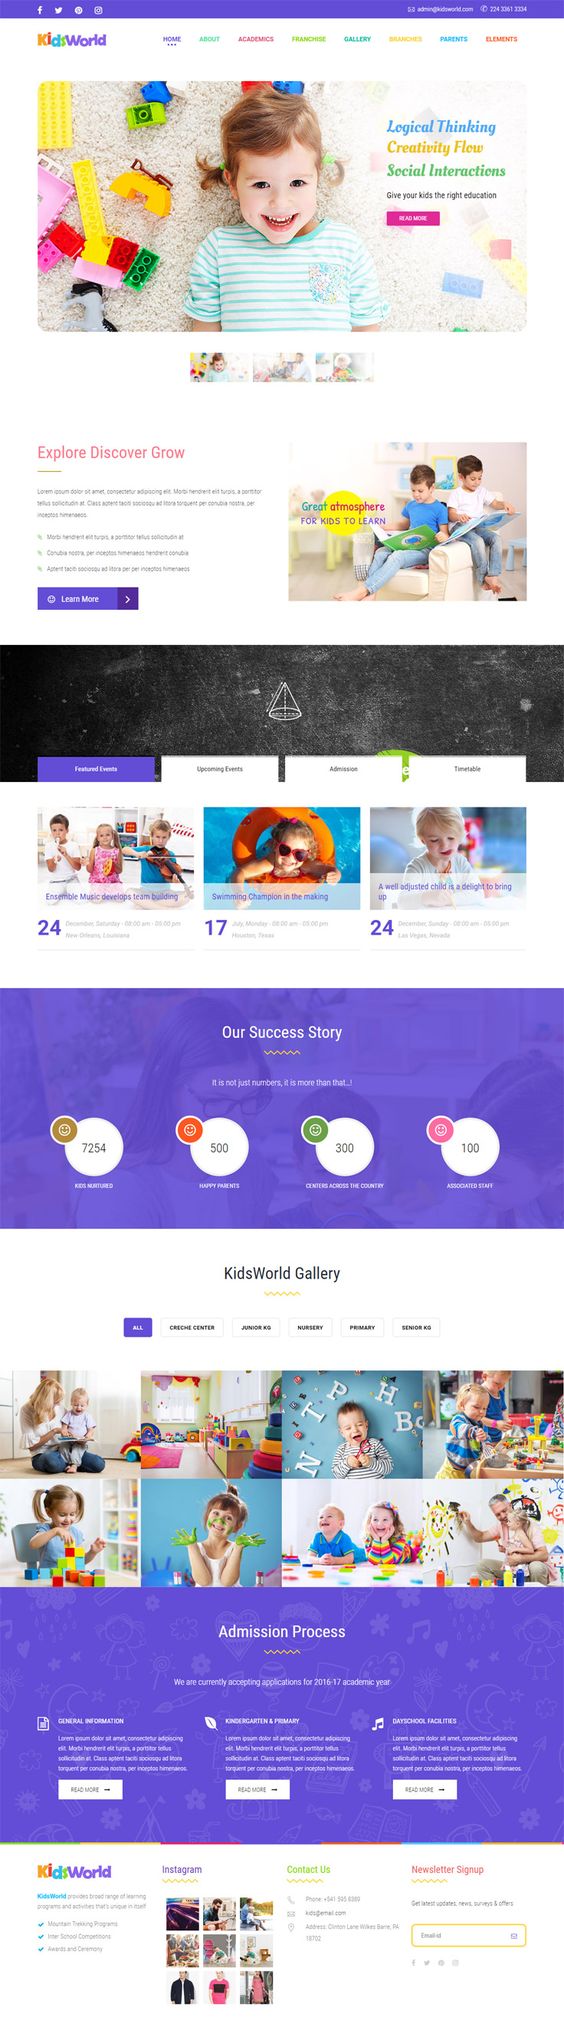 admin@kidsworld.com 224 3361 3334
KidsWorld
HOME ABOUT ACADEMICS FRANCHISE GALLERY BRANCHES PARENTS ELEMENTS
Logical Thinking
Creativity Flow
Social Interactions
Give your kids the right education
READ MORE
Explore Discover Grow
Lorem ipsum dolor sit amet, consectetur adipiscing elit. Morbi hendrerit elit turpis, a porttitor
tellus sollicitudin at. Class aptent taciti sociosqu ad litora torquent per conubia nostra, per
inceptos himenaeos.
Morbi hendrerit elit turpis, a porttitor tellus sollicitudin at
Conubia nostra, per inceptos himenaeos hendrerit conubia
Aptent taciti sociosqu ad litora per per inceptos himenaeos
Learn More
Great atmosphere
FOR KIDS TO LEARN
Featured Events
Upcoming Events
Admission
Timetable
Ensemble Music develops team building
24
December, Saturday - 08:00 am - 05:00 pm
New Orleans, Louisiana
Swimming Champion in the making
17
July, Monday - 08:00 am - 05:00 pm
Houston, Texas
A well adjusted child is a delight to bring
up
24
December, Sunday - 08:00 am - 05:00 pm
Las Vegas, Nevada
Our Success Story
It is not just numbers, it is more than that...!
7254
KIDS NURTURED
500
HAPPY PARENTS
300
CENTERS ACROSS THE COUNTRY
100
ASSOCIATED STAFF
KidsWorld Gallery
ALL
CRECHE CENTER
JUNIOR KG
NURSERY
PRIMARY
SENIOR KG
Admission Process
We are currently accepting applications for 2016-17 academic year
GENERAL INFORMATION
Lorem ipsum dolor sit amet, consectetur adipiscing
elit. Morbi hendrerit elit turpis, a porttitor tellus
sollicitudin at. Class aptent taciti sociosqu ad litora
torquent per conubia nostra, per inceptos himenaeos.
READ MORE
KINDERGARTEN & PRIMARY
Lorem ipsum dolor sit amet, consectetur adipiscing
elit. Morbi hendrerit elit turpis, a porttitor tellus
sollicitudin at. Class aptent taciti sociosqu ad litora
torquent per conubia nostra, per inceptos himenaeos.
READ MORE
DAYSCHOOL FACILITIES
Lorem ipsum dolor sit amet, consectetur adipiscing
elit. Morbi hendrerit elit turpis, a porttitor tellus
sollicitudin at. Class aptent taciti sociosqu ad litora
torquent per conubia nostra, per inceptos himenaeos.
READ MORE
KidsWorld
KidsWorld provides broad range of learning
programs and activities that's unique in itself
Mountain Trekking Programs
Inter School Competitions
Awards and Ceremony
Instagram
Contact Us
Phone: +541 595 6389
kids@email.com
Address: Clinton Lane Wilkes Barre, PA
18702
Newsletter Signup
Get latest updates, news, surveys & offers
Email-id